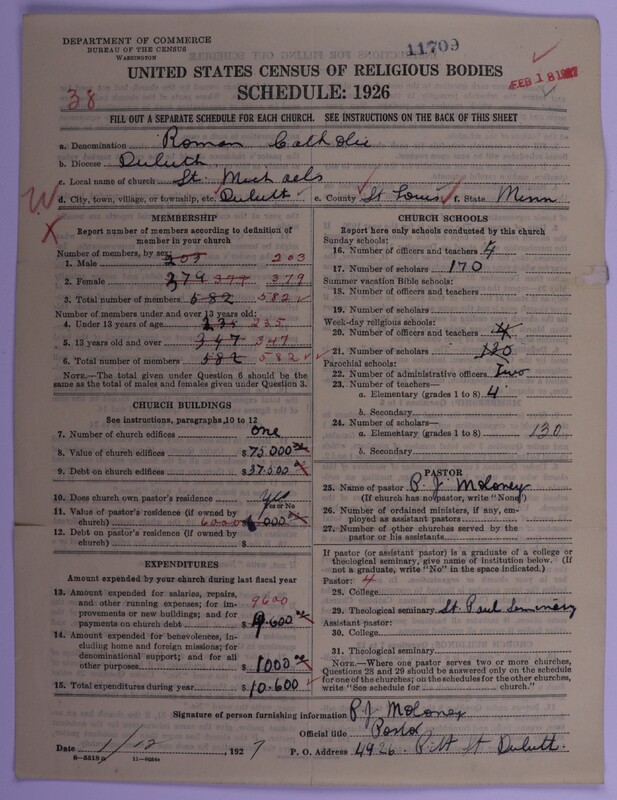 DEPARTMENT OF COMMERCE
BUREAU OF THE CENSUS
WASHINGTON
11709
FEB 18 1927
UNITED STATES CENSUS OF RELIGIOUS BODIES
38
SCHEDULE: 1926
FILL OUT A SEPARATE SCHEDULE FOR EACH CHURCH. SEE INSTRUCTIONS ON THE BACK OF THIS SHEET
a. Denomination Roman Catholic
b. Diocese Duluth
c. Local name of church St. Michaels
d. City, town, village, or township, etc. Duluth e. County St Louis f. State Minn
MEMBERSHIP
Report number of members according to definition of
member in your church
Number of members, by sex:
1. Male 203 203
2. Female 379 377 379
3. Total number of members 582 582
Number of members under and over 13 years old:
4. Under 13 years of age 235 235
5. 13 years old and over 347 347
6. Total number of members 582 582
NOTE.—The total given under Question 6 should be
the same as the total of males and females given under Question 3.
CHURCH BUILDINGS
See instructions, paragraphs, 10 to 12
7. Number of church edifices one
8. Value of church edifices $75.000
9. Debt on church edifices $37.500
10. Does church own pastor's residence yes
Yes or No
11. Value of pastor's residence (if owned by
church) 6000 000
12. Debt on pastor's residence (if owned by
church) $
EXPENDITURES
Amount expended by your church during last fiscal year
13. Amount expended for salaries, repairs,
and other running expenses; for im-
provements or new buildings; and for
payments on church debt 9600 $9.600
14. Amount expended for benevolences, in-
cluding home and foreign missions; for
denominational support; and for all
other purposes $1000
15. Total expenditures during year $10.600
CHURCH SCHOOLS
Report here only schools conducted by this church
Sunday schools:
16. Number of officers and teachers 4
17. Number of scholars 170
Summer vacation Bible schools:
18. Number of officers and teachers
19. Number of scholars
Week-day religious schools:
20. Number of officers and teachers 4
21. Number of scholars 130
Parochial schools:
22. Number of administrative officers Two
23. Number of teachers—
a. Elementary (grades 1 to 8) 4
b. Secondary
24. Number of scholars—
a. Elementary (grades 1 to 8) 130
b. Secondary
PASTOR
25. Name of pastor P. J. Moloney
(If church has no pastor, write "None")
26. Number of ordained ministers, if any, em-
ployed as assistant pastors
27. Number of other churches served by the
pastor or his assistants
If pastor (or assistant pastor) is a graduate of a college or
theological seminary, give name of institution below. (If
not a graduate, write "No" in the space indicated.)
Pastor: 4
28. College
29. Theological seminary St. Paul Seminary
Assistant pastor:
30. College
31. Theological seminary
NOTE.—Where one pastor serves two or more churches,
Questions 28 and 29 should be answered only on the schedule
for one of the churches; on the schedules for the other churches,
write "See schedule for church."
Signature of person furnishing information P. J. Moloney
Official title Pastor
Date 1/12, 1927 P. O. Address 4926 Pitt St Duluth.